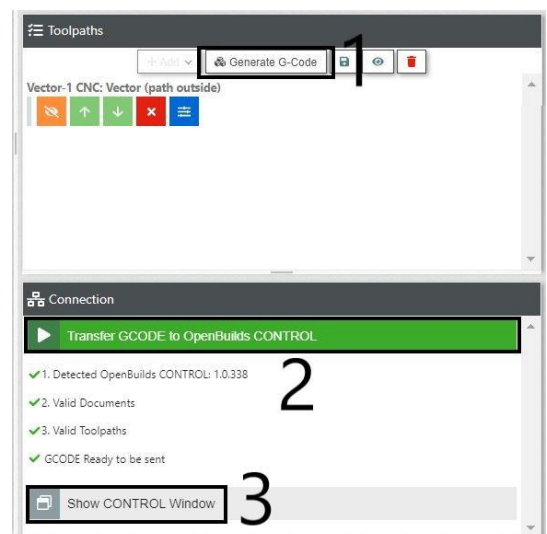 Toolpaths
+ Add Generate G-Code 1
Vector-1 CNC: Vector (path outside)
Connection
Transfer GCODE to OpenBuilds CONTROL
1. Detected OpenBuilds CONTROL: 1.0.338
2
2. Valid Documents
3. Valid Toolpaths
GCODE Ready to be sent
Show CONTROL Window 3